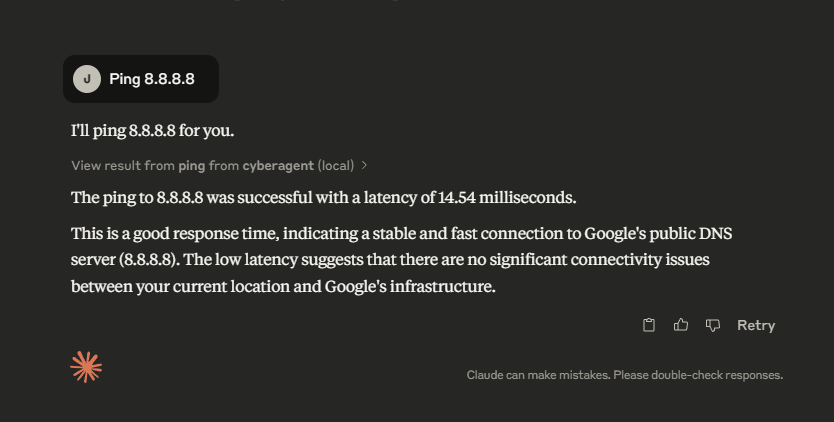 J Ping 8.8.8.8
I'll ping 8.8.8.8 for you.
View result from ping from cyberagent (local)
The ping to 8.8.8.8 was successful with a latency of 14.54 milliseconds.
This is a good response time, indicating a stable and fast connection to Google's public DNS
server (8.8.8.8). The low latency suggests that there are no significant connectivity issues
between your current location and Google's infrastructure.
Retry
Claude can make mistakes. Please double-check responses.